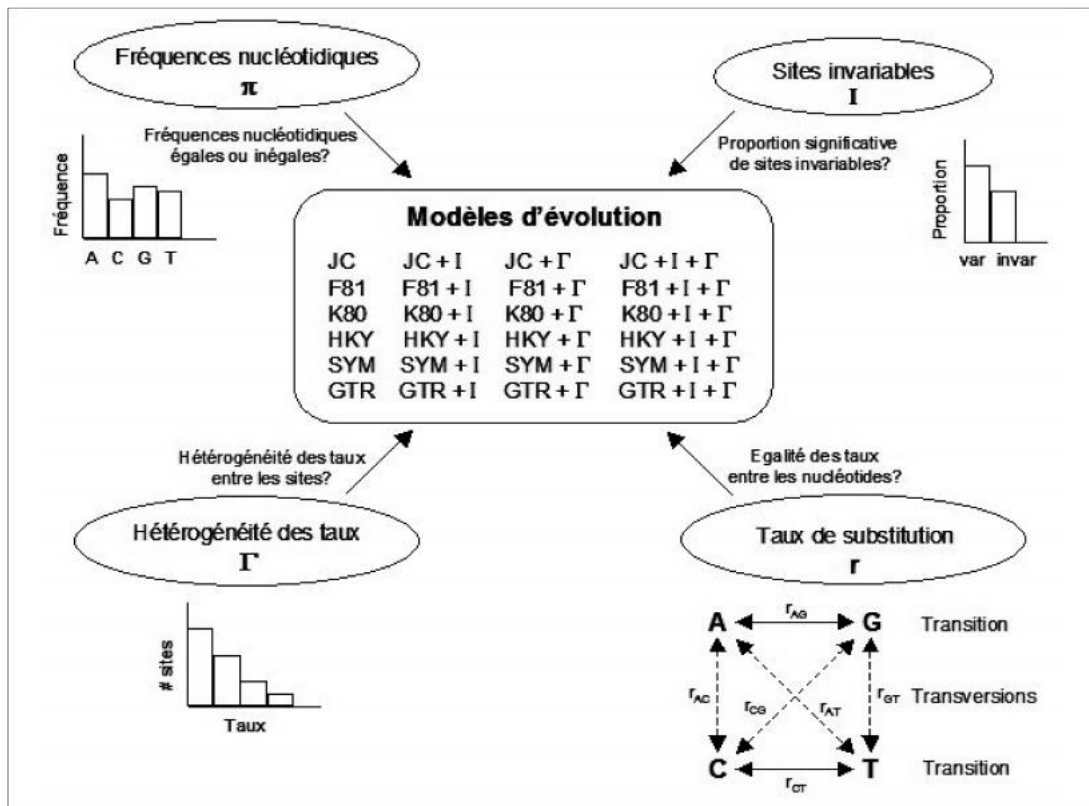 Fréquences nucléotidiques
π
Sites invariables
I
Fréquences nucléotidiques
égales ou inégales?
Proportion significative
de sites invariables?
Fréquence
A C G T
Proportion
var invar
Modèles d'évolution
JC JC + I JC + Γ JC + I + Γ
F81 F81 + I F81 + Γ F81 + I + Γ
K80 K80 + I K80 + Γ K80 + I + Γ
HKY HKY + I HKY + Γ HKY + I + Γ
SYM SYM + I SYM + Γ SYM + I + Γ
GTR GTR + I GTR + Γ GTR + I + Γ
Hétérogénéité des taux
entre les sites?
Egalité des taux
entre les nucléotides?
Hétérogénéité des taux
Γ
Taux de substitution
r
# sites
Taux
A rAG G Transition
rAC rCG rAT rGT Transversions
C rCT T Transition